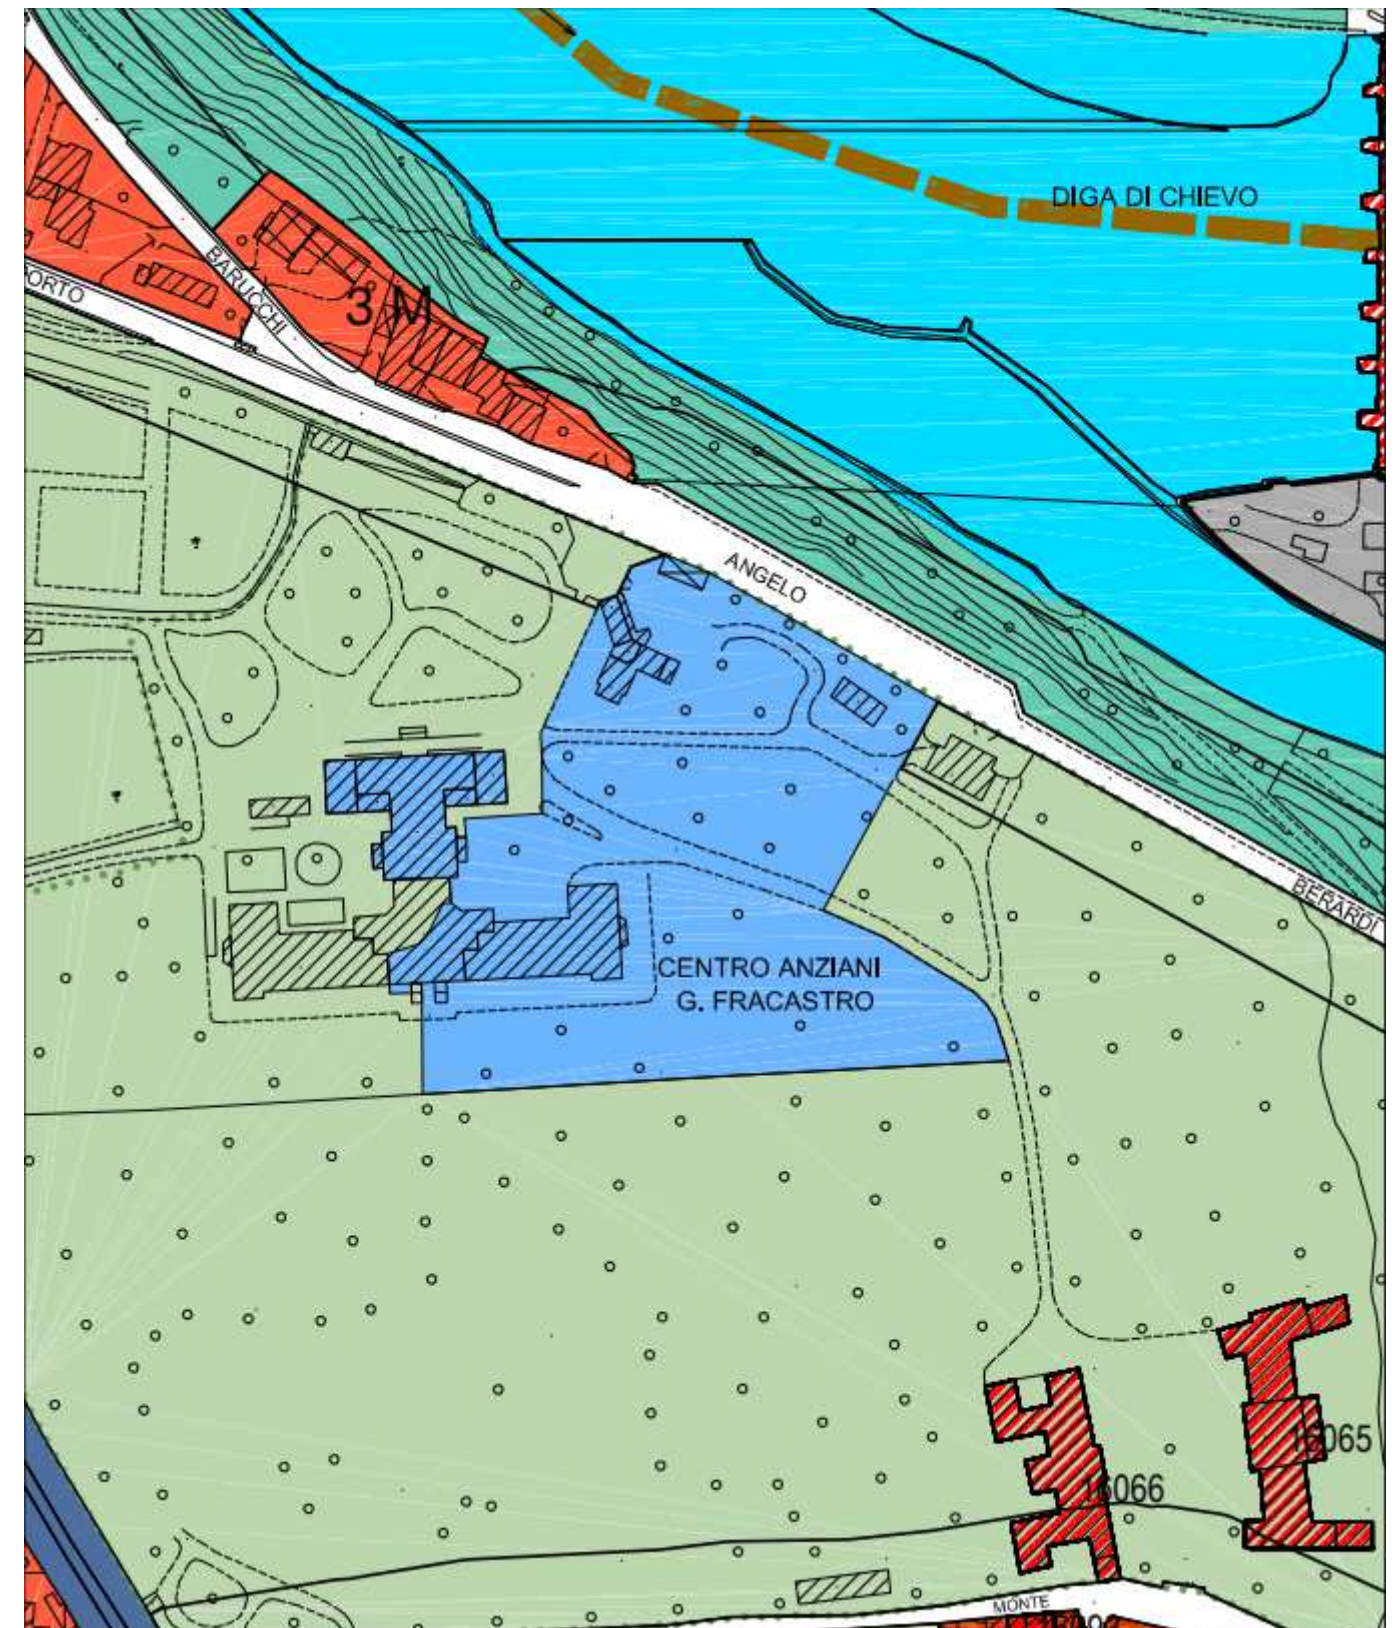 DIGA DI CHIEVO
BARUCCHI
ORTO
3 M
ANGELO
BERARDI
CENTRO ANZIANI
G. FRACASTRO
16065
16066
MONTE